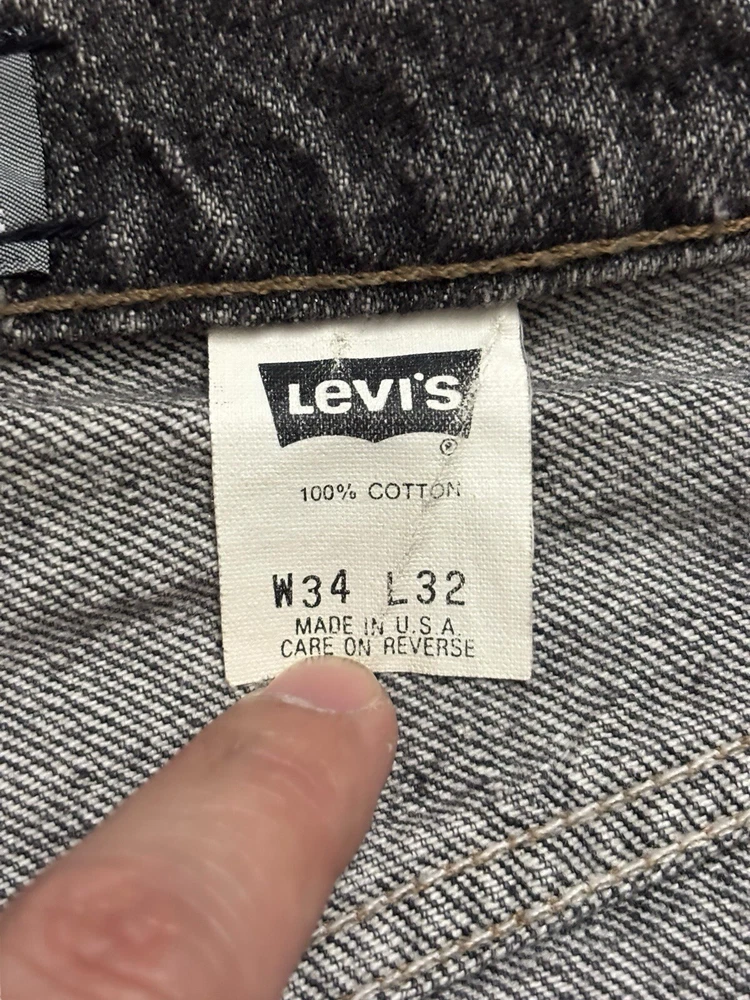 LEVI'S
®
100% COTTON
W34 L32
MADE IN U.S.A.
CARE ON REVERSE